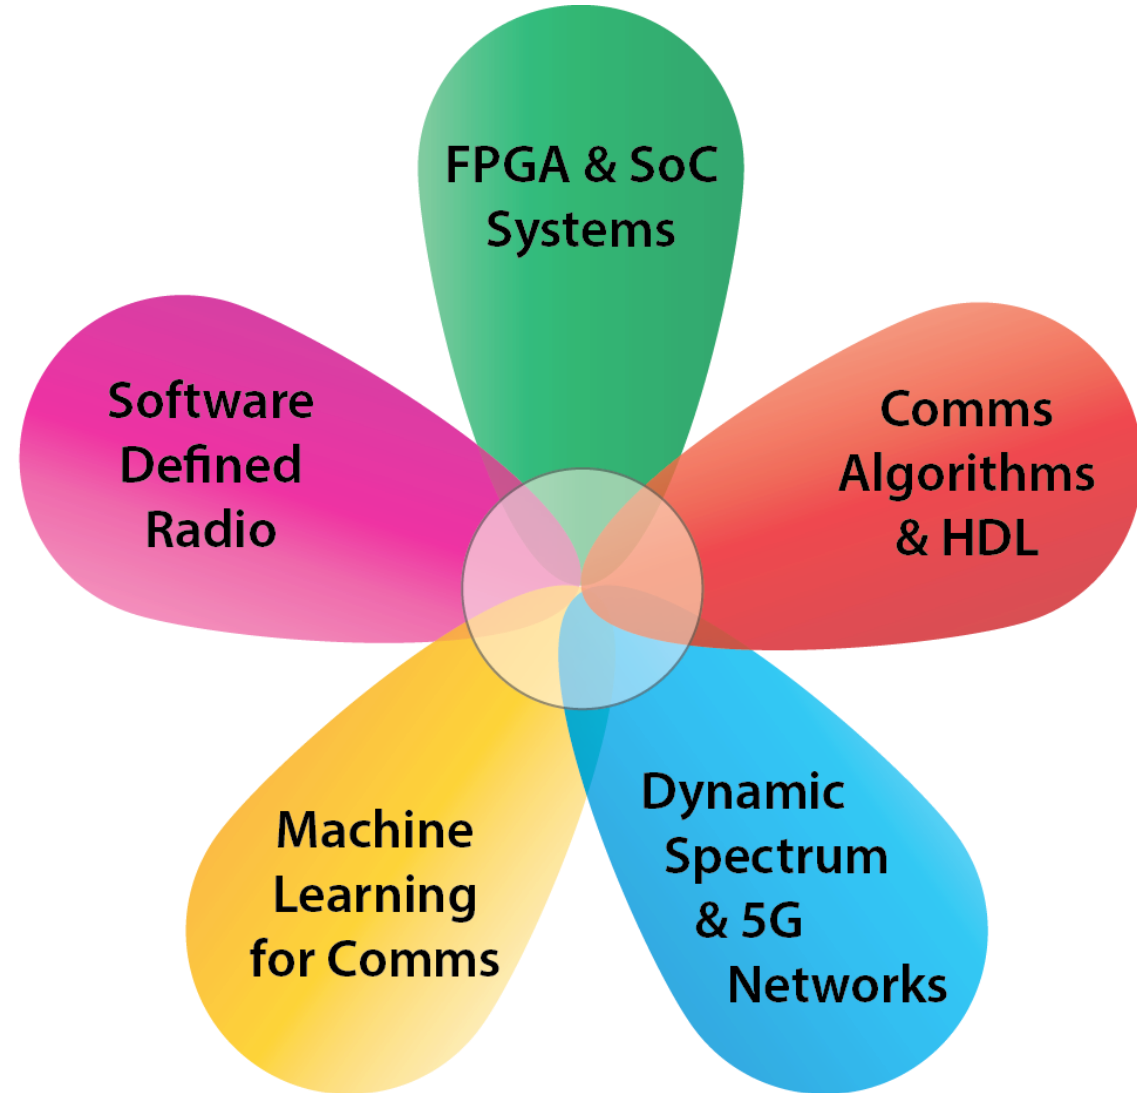 FPGA & SoC
Systems
Software
Defined
Radio
Comms
Algorithms
& HDL
Machine
Learning
for Comms
Dynamic
Spectrum
& 5G
Networks